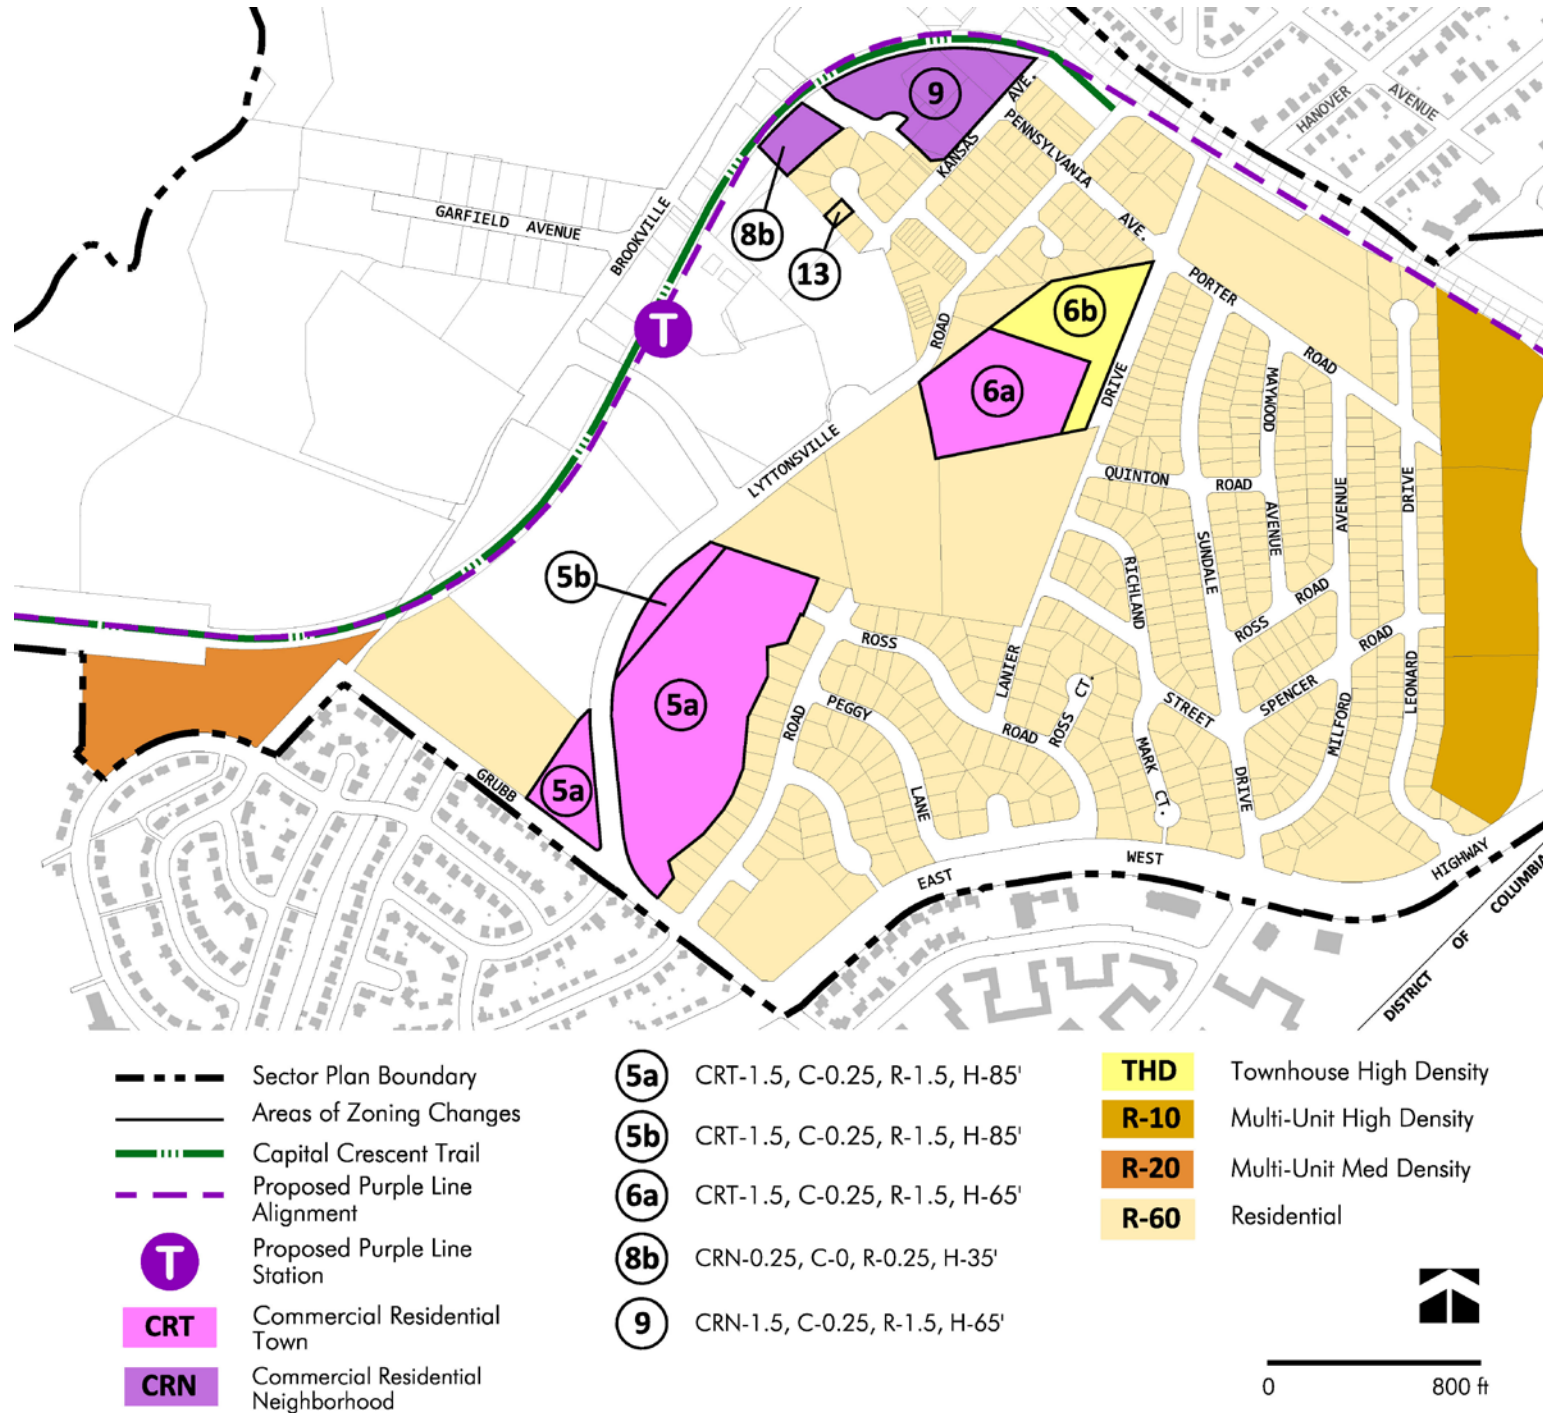 9
AVE.
KANSAS
PENNSYLVANIA
AVE.
HANOVER
AVENUE
GARFIELD AVENUE
BROOKVILLE
8b
13
T
6b
6a
ROAD
DRIVE
PORTER
ROAD
MAYWOOD
LYTTONSVILLE
QUINTON
ROAD
AVENUE
AVENUE
DRIVE
5b
5a
5a
RICHLAND
SUNDALE
ROSS
ROAD
ROAD
ROSS
LANIER
ROSS CT.
STREET
SPENCER
LEONARD
MILFORD
PEGGY
ROAD
ROAD
MARK CT.
DRIVE
LANE
GRUBB
EAST
WEST
HIGHWAY
DISTRICT OF COLUMBIA
Sector Plan Boundary
Areas of Zoning Changes
Capital Crescent Trail
Proposed Purple Line
Alignment
T
Proposed Purple Line
Station
CRT
Commercial Residential
Town
CRN
Commercial Residential
Neighborhood
5a CRT-1.5, C-0.25, R-1.5, H-85'
5b CRT-1.5, C-0.25, R-1.5, H-85'
6a CRT-1.5, C-0.25, R-1.5, H-65'
8b CRN-0.25, C-0, R-0.25, H-35'
9 CRN-1.5, C-0.25, R-1.5, H-65'
THD Townhouse High Density
R-10 Multi-Unit High Density
R-20 Multi-Unit Med Density
R-60 Residential
0 800 ft